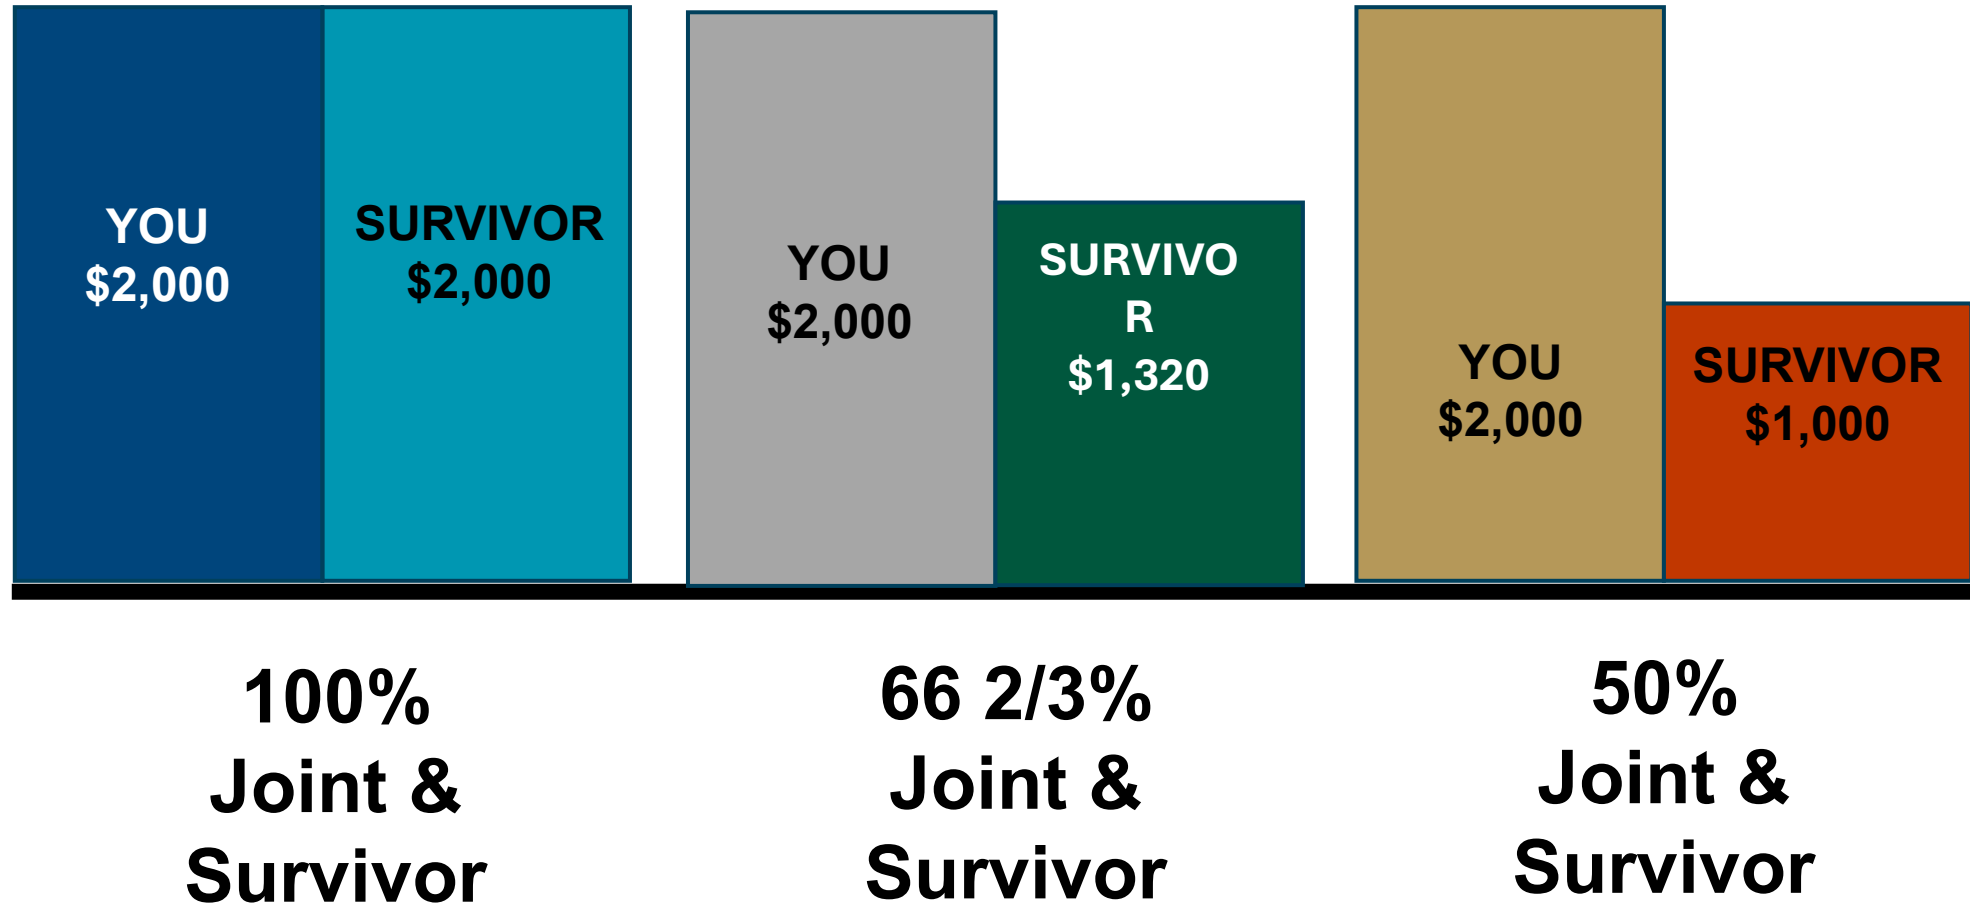 YOU
$2,000
SURVIVOR
$2,000
YOU
$2,000
SURVIVO
R
$1,320
YOU
$2,000
SURVIVOR
$1,000
100%
Joint &
Survivor
66 2/3%
Joint &
Survivor
50%
Joint &
Survivor